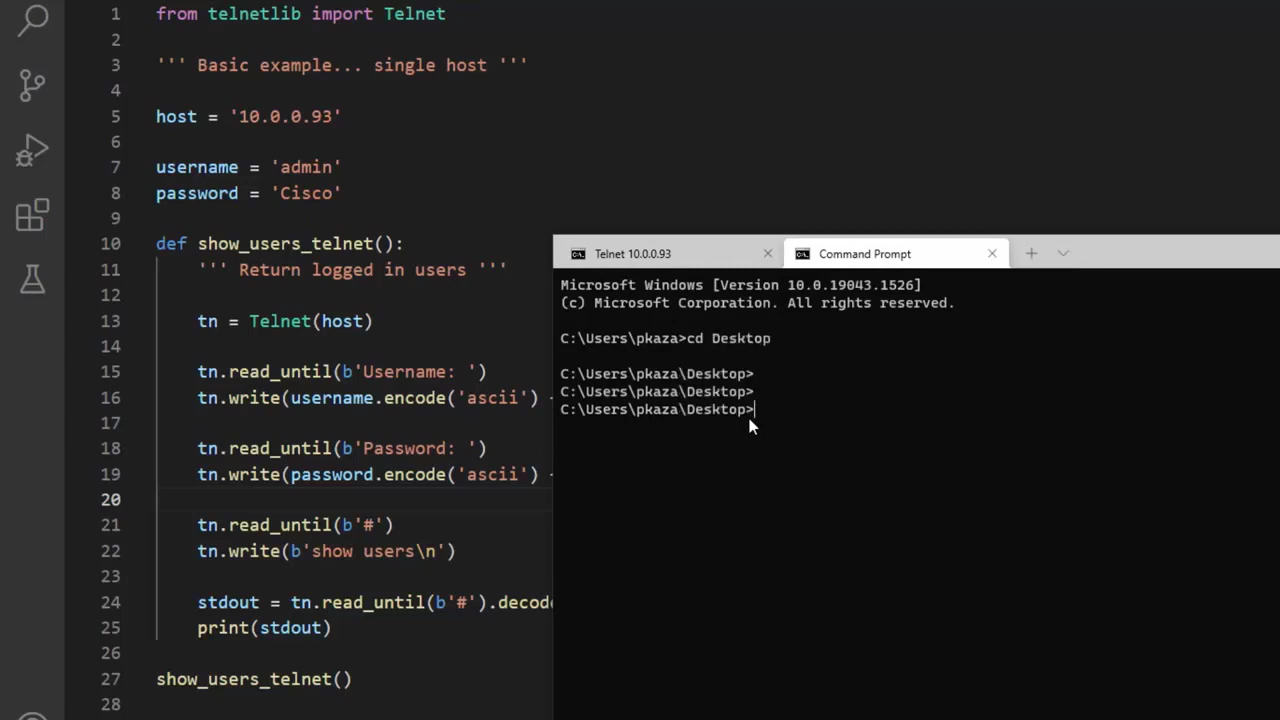 1 from telnetlib import Telnet
2
3 ''' Basic example... single host '''
4
5 host = '10.0.0.93'
6
7 username = 'admin'
8 password = 'Cisco'
9
10 def show_users_telnet():
11 ''' Return logged in users '''
12
13 tn = Telnet(host)
14
15 tn.read_until(b'Username: ')
16 tn.write(username.encode('ascii')
17
18 tn.read_until(b'Password: ')
19 tn.write(password.encode('ascii')
20
21 tn.read_until(b'#')
22 tn.write(b'show users\n')
23
24 stdout = tn.read_until(b'#').decode
25 print(stdout)
26
27 show_users_telnet()
28
Telnet 10.0.0.93
Command Prompt
Microsoft Windows [Version 10.0.19043.1526]
(c) Microsoft Corporation. All rights reserved.
C:\Users\pkaza>cd Desktop
C:\Users\pkaza\Desktop>
C:\Users\pkaza\Desktop>
C:\Users\pkaza\Desktop>